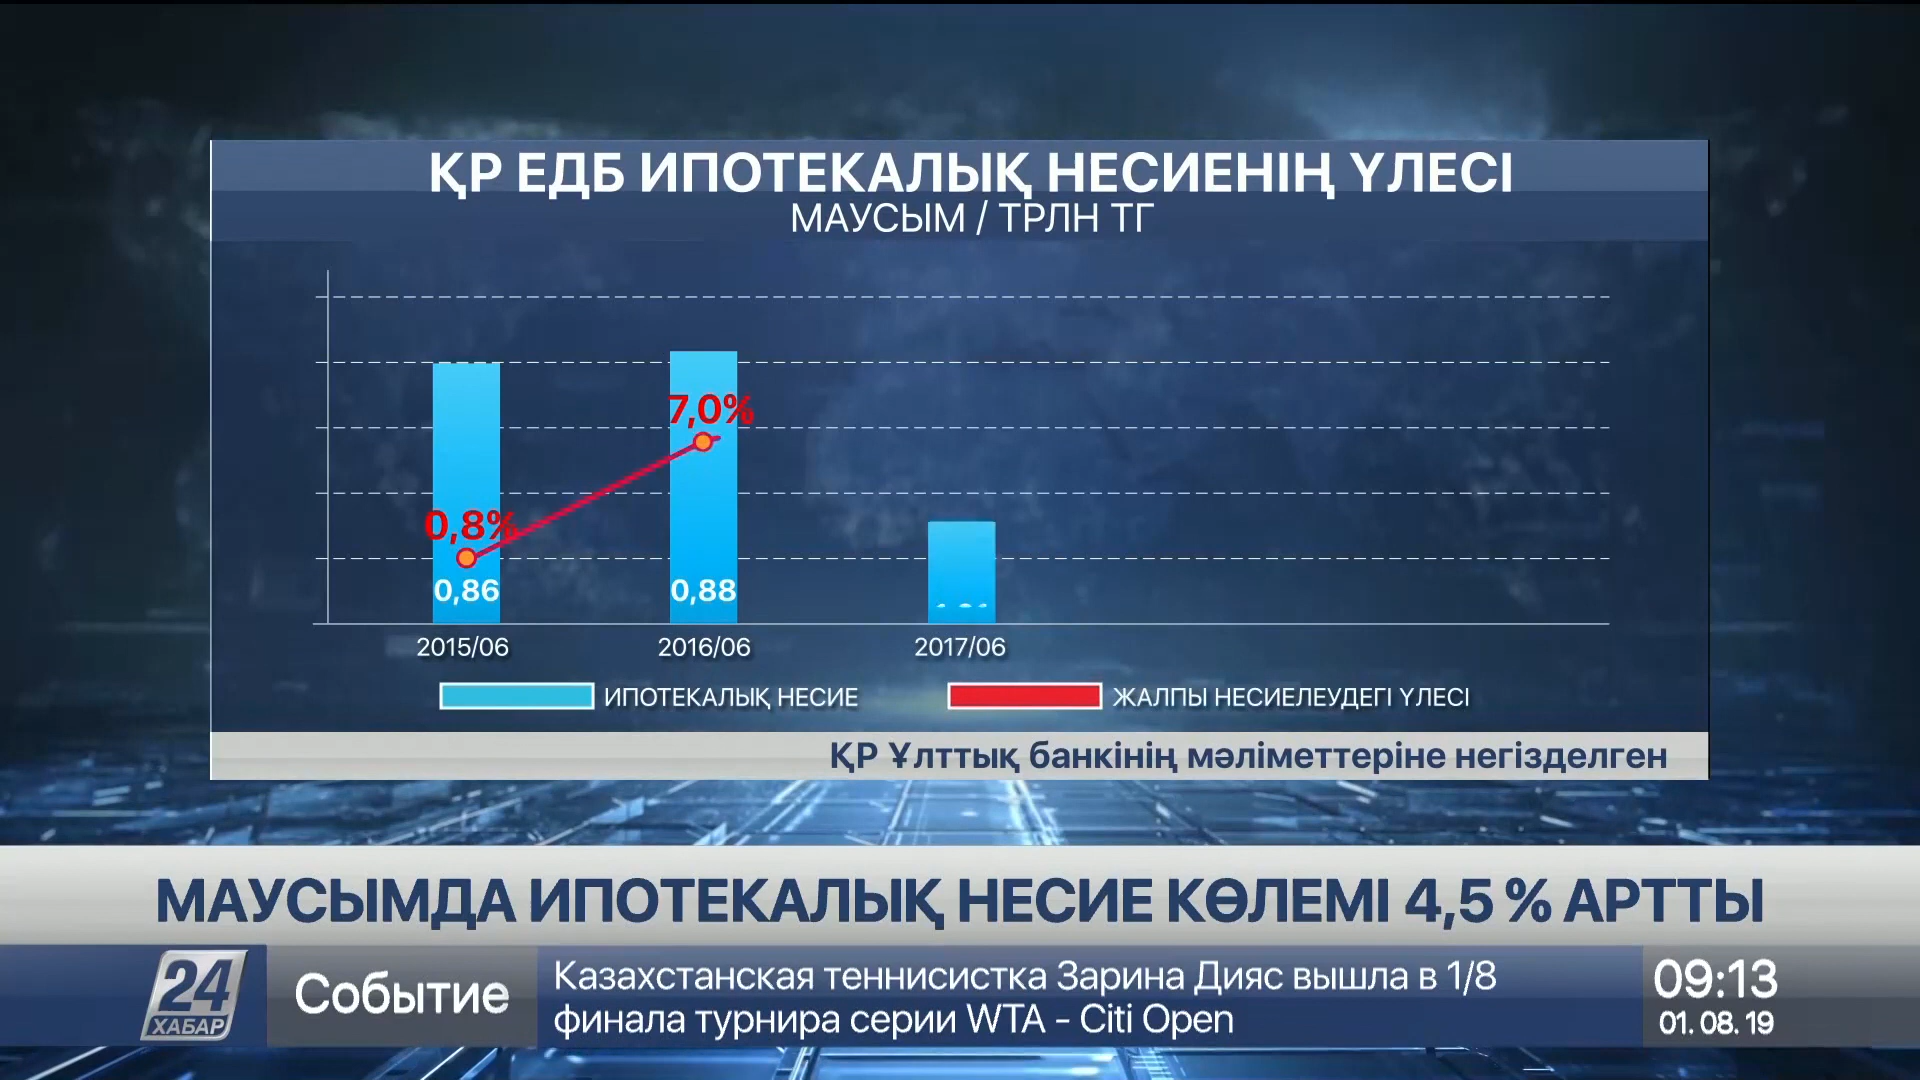 ҚР ЕДБ ИПОТЕКАЛЫҚ НЕСИЕНІҢ ҮЛЕСІ
МАУСЫМ / ТРЛН ТГ
7,0%
0,8%
0,86
0,88
2015/06
2016/06
2017/06
ИПОТЕКАЛЫҚ НЕСИЕ
ЖАЛПЫ НЕСИЕЛЕУДЕГІ ҮЛЕСІ
ҚР Ұлттық банкінің мәліметтеріне негізделген
МАУСЫМДА ИПОТЕКАЛЫҚ НЕСИЕ КӨЛЕМІ 4,5 % АРТТЫ
24
ХАБАР
Событие
Казахстанская теннисистка Зарина Дияс вышла в 1/8
финала турнира серии WTA - Citi Open
09:13
01. 08. 19